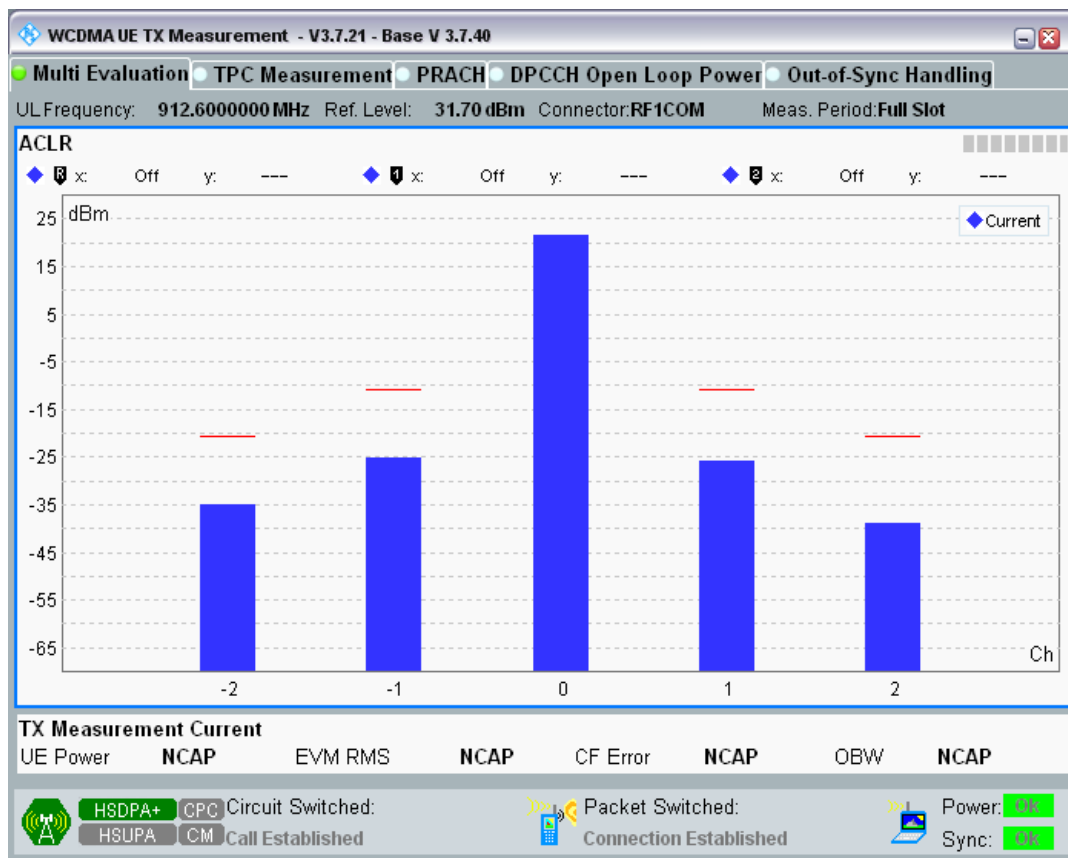 WCDMA UE TX Measurement - V3.7.21 - Base V 3.7.40
Multi Evaluation TPC Measurement PRACH DPCCH Open Loop Power Out-of-Sync Handling
UL Frequency: 912.6000000 MHz Ref. Level: 31.70 dBm Connector:RF1COM Meas. Period:Full Slot
ACLR
R x: Off y: --- 1 x: Off y: --- 2 x: Off y: ---
dBm
Current
25
15
5
-5
-15
-25
-35
-45
-55
-65
Ch
-2 -1 0 1 2
TX Measurement Current
UE Power NCAP EVM RMS NCAP CF Error NCAP OBW NCAP
HSDPA+ CPC Circuit Switched: Packet Switched: Power: OK
HSUPA CM Call Established Connection Established Sync: OK